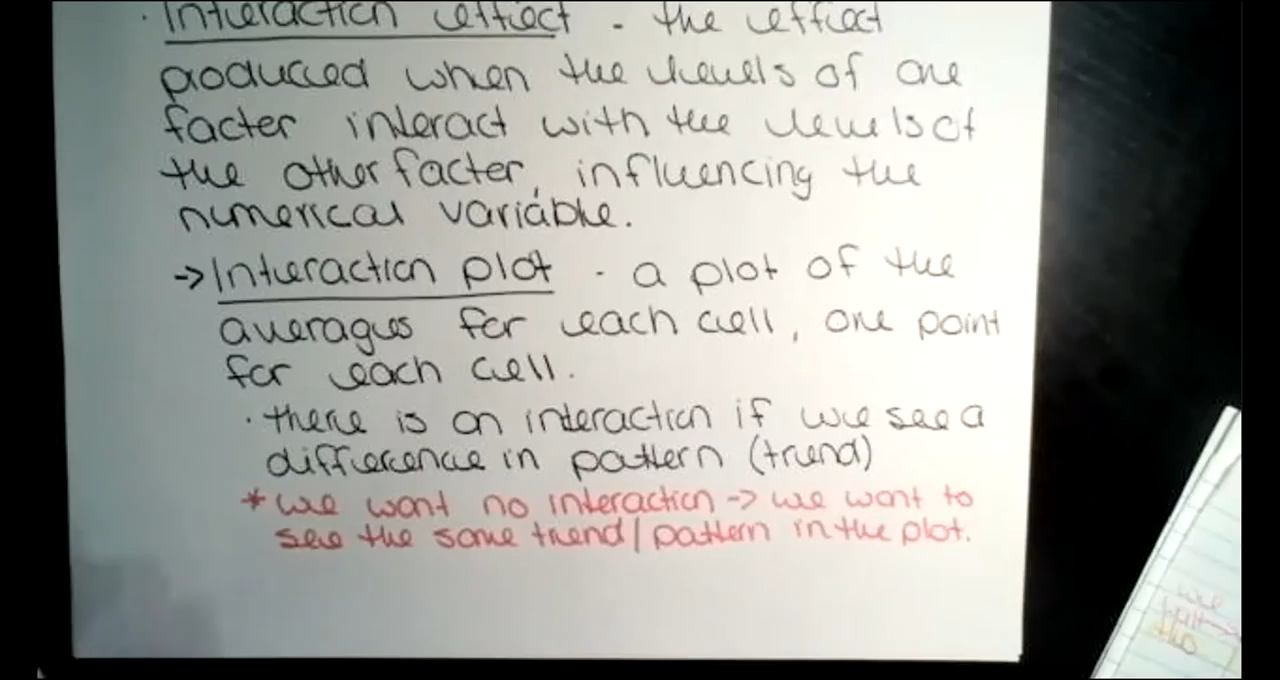 · Interaction effect - the effect
produced when the levels of one
factor interact with the levels of
the other factor, influencing the
numerical variable.
-> Interaction plot - a plot of the
averages for each cell, one point
for each cell.
· there is an interaction if we see a
difference in pattern (trend)
* we want no interaction -> we want to
see the same trend/pattern in the plot.
we